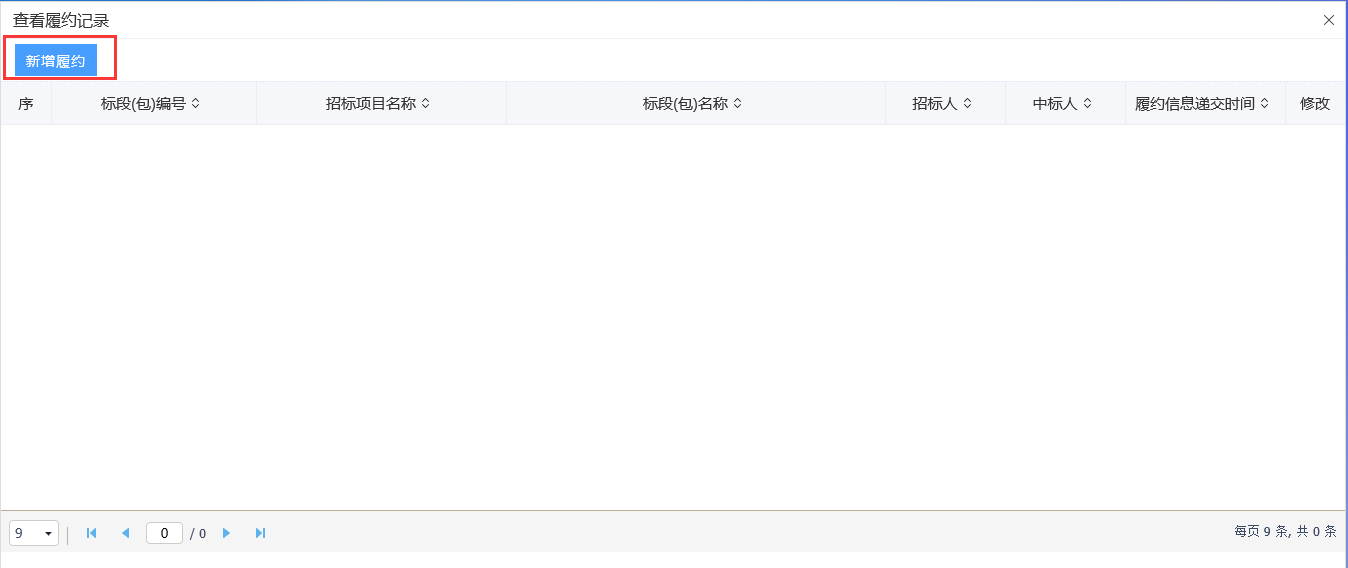 查看履约记录
新增履约
序 标段(包)编号 招标项目名称 标段(包)名称 招标人 中标人 履约信息递交时间 修改
9 0 / 0 每页 9 条, 共 0 条